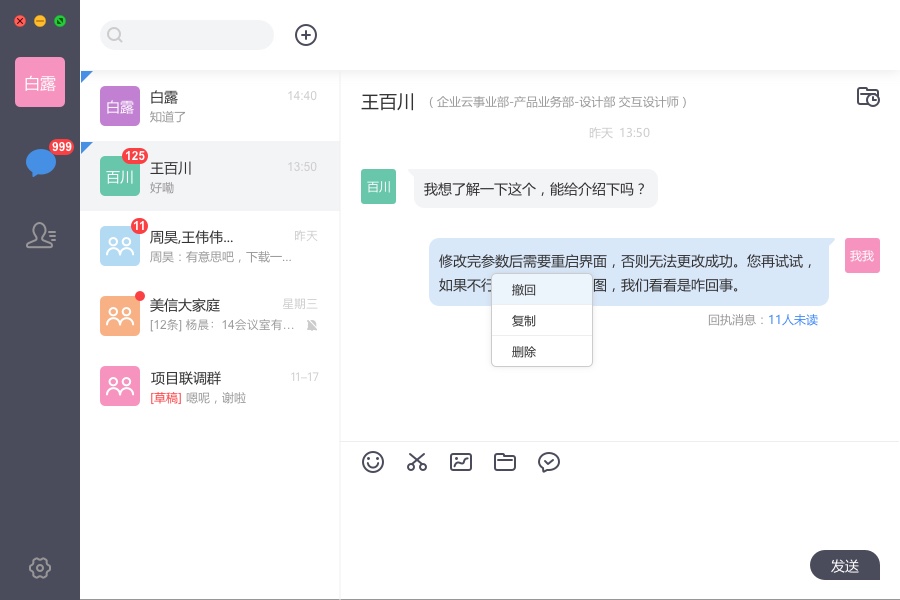 白露
999
白露
白露
14:40
知道了
125
百川
王百川
13:50
好嘞
11
周昊,王伟伟...
昨天
周昊：有意思吧，下载一...
美信大家庭
星期三
[12条] 杨晨：14会议室有...
项目联调群
11-17
[草稿] 嗯呢，谢啦
王百川 （ 企业云事业部-产品业务部-设计部 交互设计师 ）
昨天 13:50
百川
我想了解一下这个，能给介绍下吗？
我我
修改完参数后需要重启界面，否则无法更改成功。您再试试，
如果不行 图，我们看看是咋回事。
撤回
复制
删除
回执消息：11人未读
发送